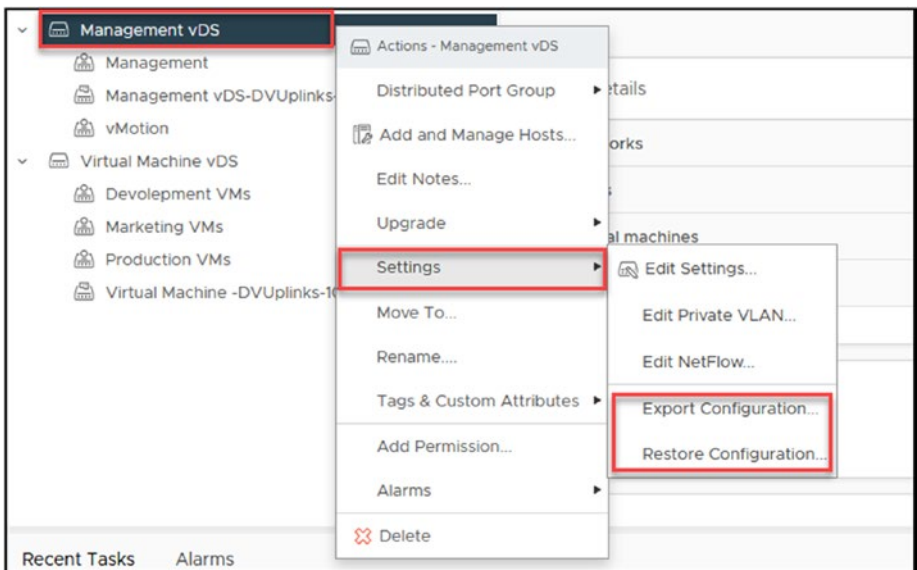 Management vDS
Management
Management vDS-DVUplinks-
vMotion
Virtual Machine vDS
Devolepment VMs
Marketing VMs
Production VMs
Virtual Machine -DVUplinks-10
Actions - Management vDS
Distributed Port Group
Add and Manage Hosts...
Edit Notes...
Upgrade
Settings
Move To...
Rename....
Tags & Custom Attributes
Add Permission...
Alarms
Delete
Edit Settings...
Edit Private VLAN...
Edit NetFlow...
Export Configuration...
Restore Configuration...
etails
orks
al machines
Recent Tasks
Alarms